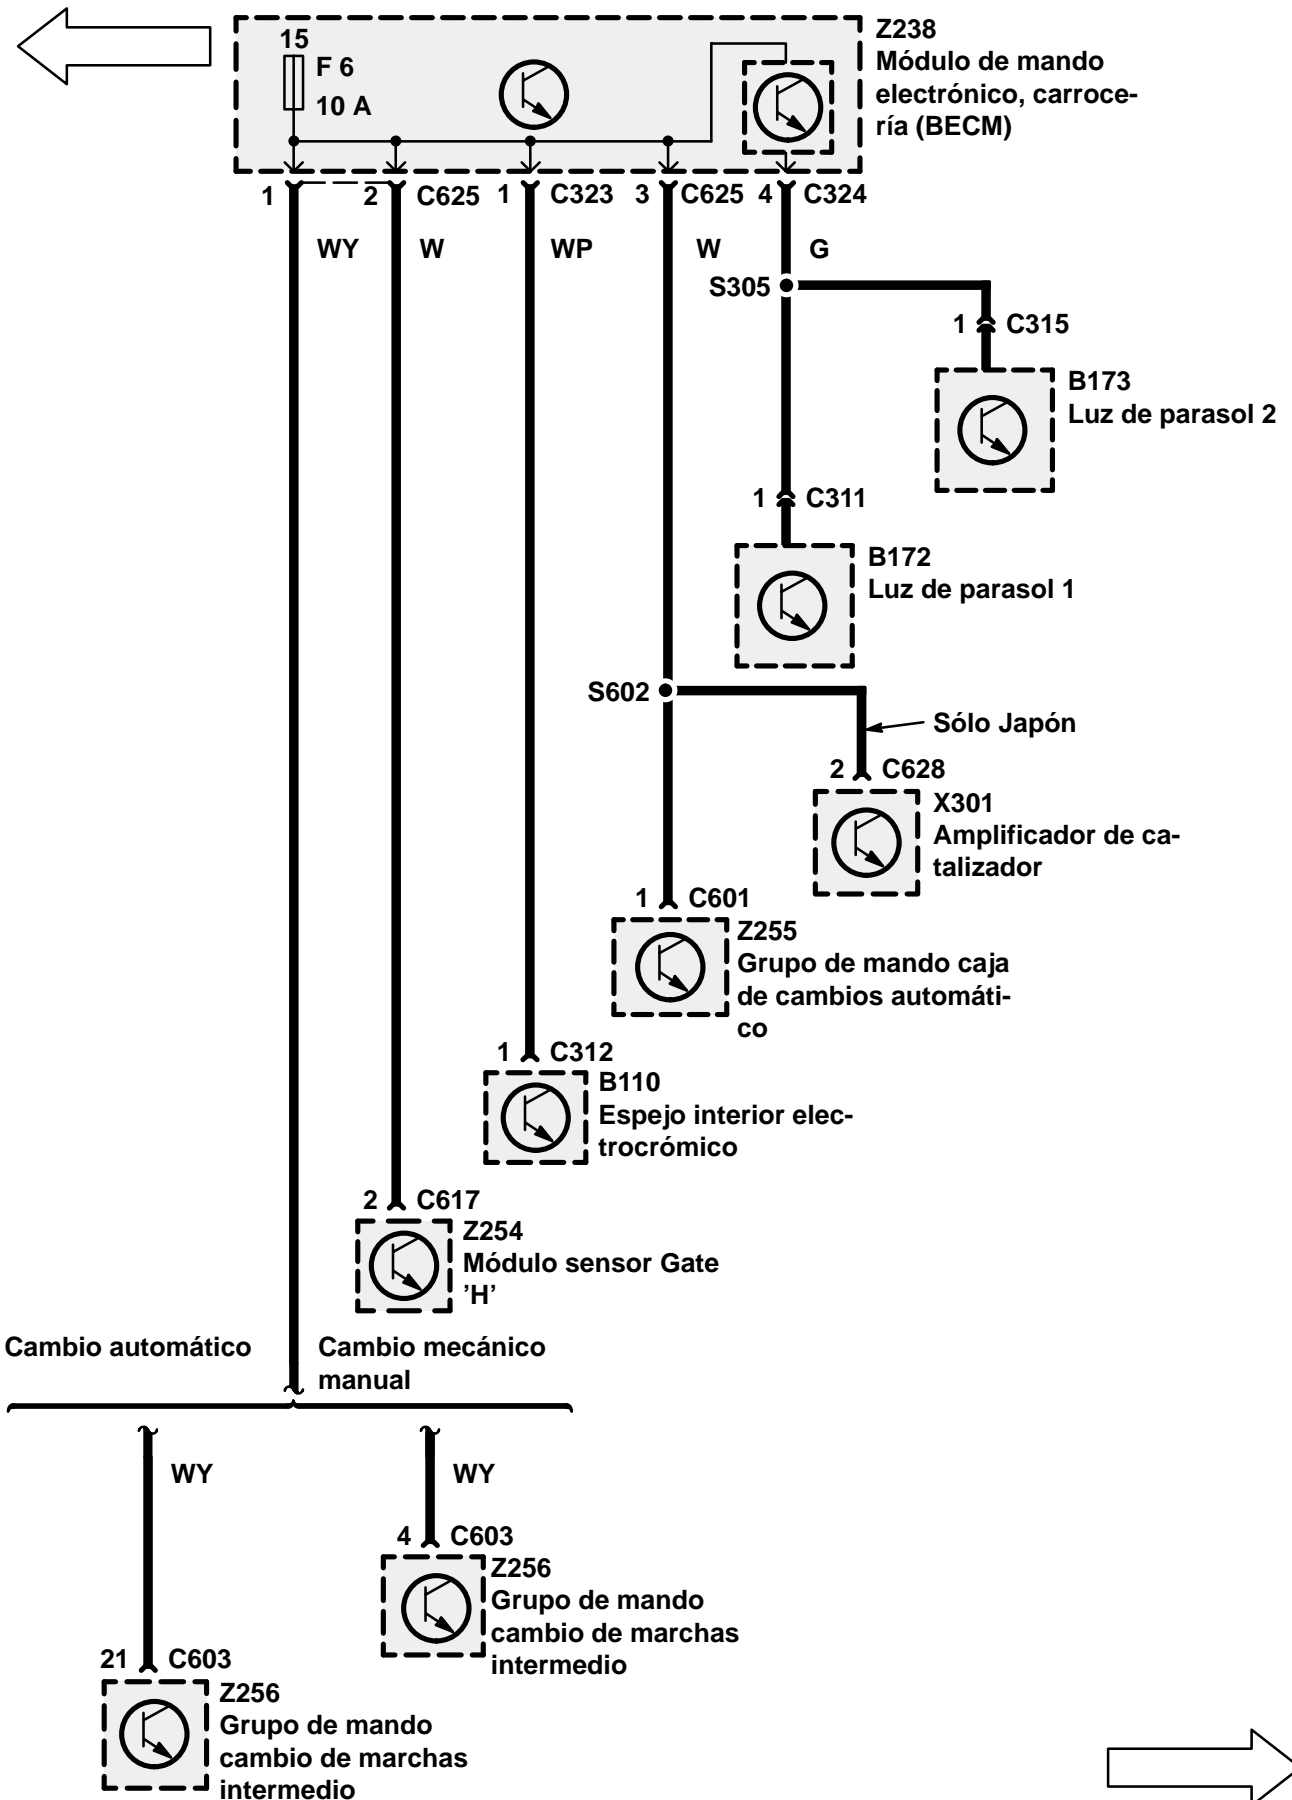 15
F 6
10 A
Z238
Módulo de mando
electrónico, carroce-
ría (BECM)
1
2
C625
1
C323
3
C625
4
C324
WY
W
WP
W
G
S305
1
C315
B173
Luz de parasol 2
1
C311
B172
Luz de parasol 1
S602
Sólo Japón
2
C628
X301
Amplificador de ca-
talizador
1
C601
Z255
Grupo de mando caja
de cambios automáti-
co
1
C312
B110
Espejo interior elec-
trocrómico
2
C617
Z254
Módulo sensor Gate
’H’
Cambio automático
Cambio mecánico
manual
WY
WY
4
C603
Z256
Grupo de mando
cambio de marchas
intermedio
21
C603
Z256
Grupo de mando
cambio de marchas
intermedio